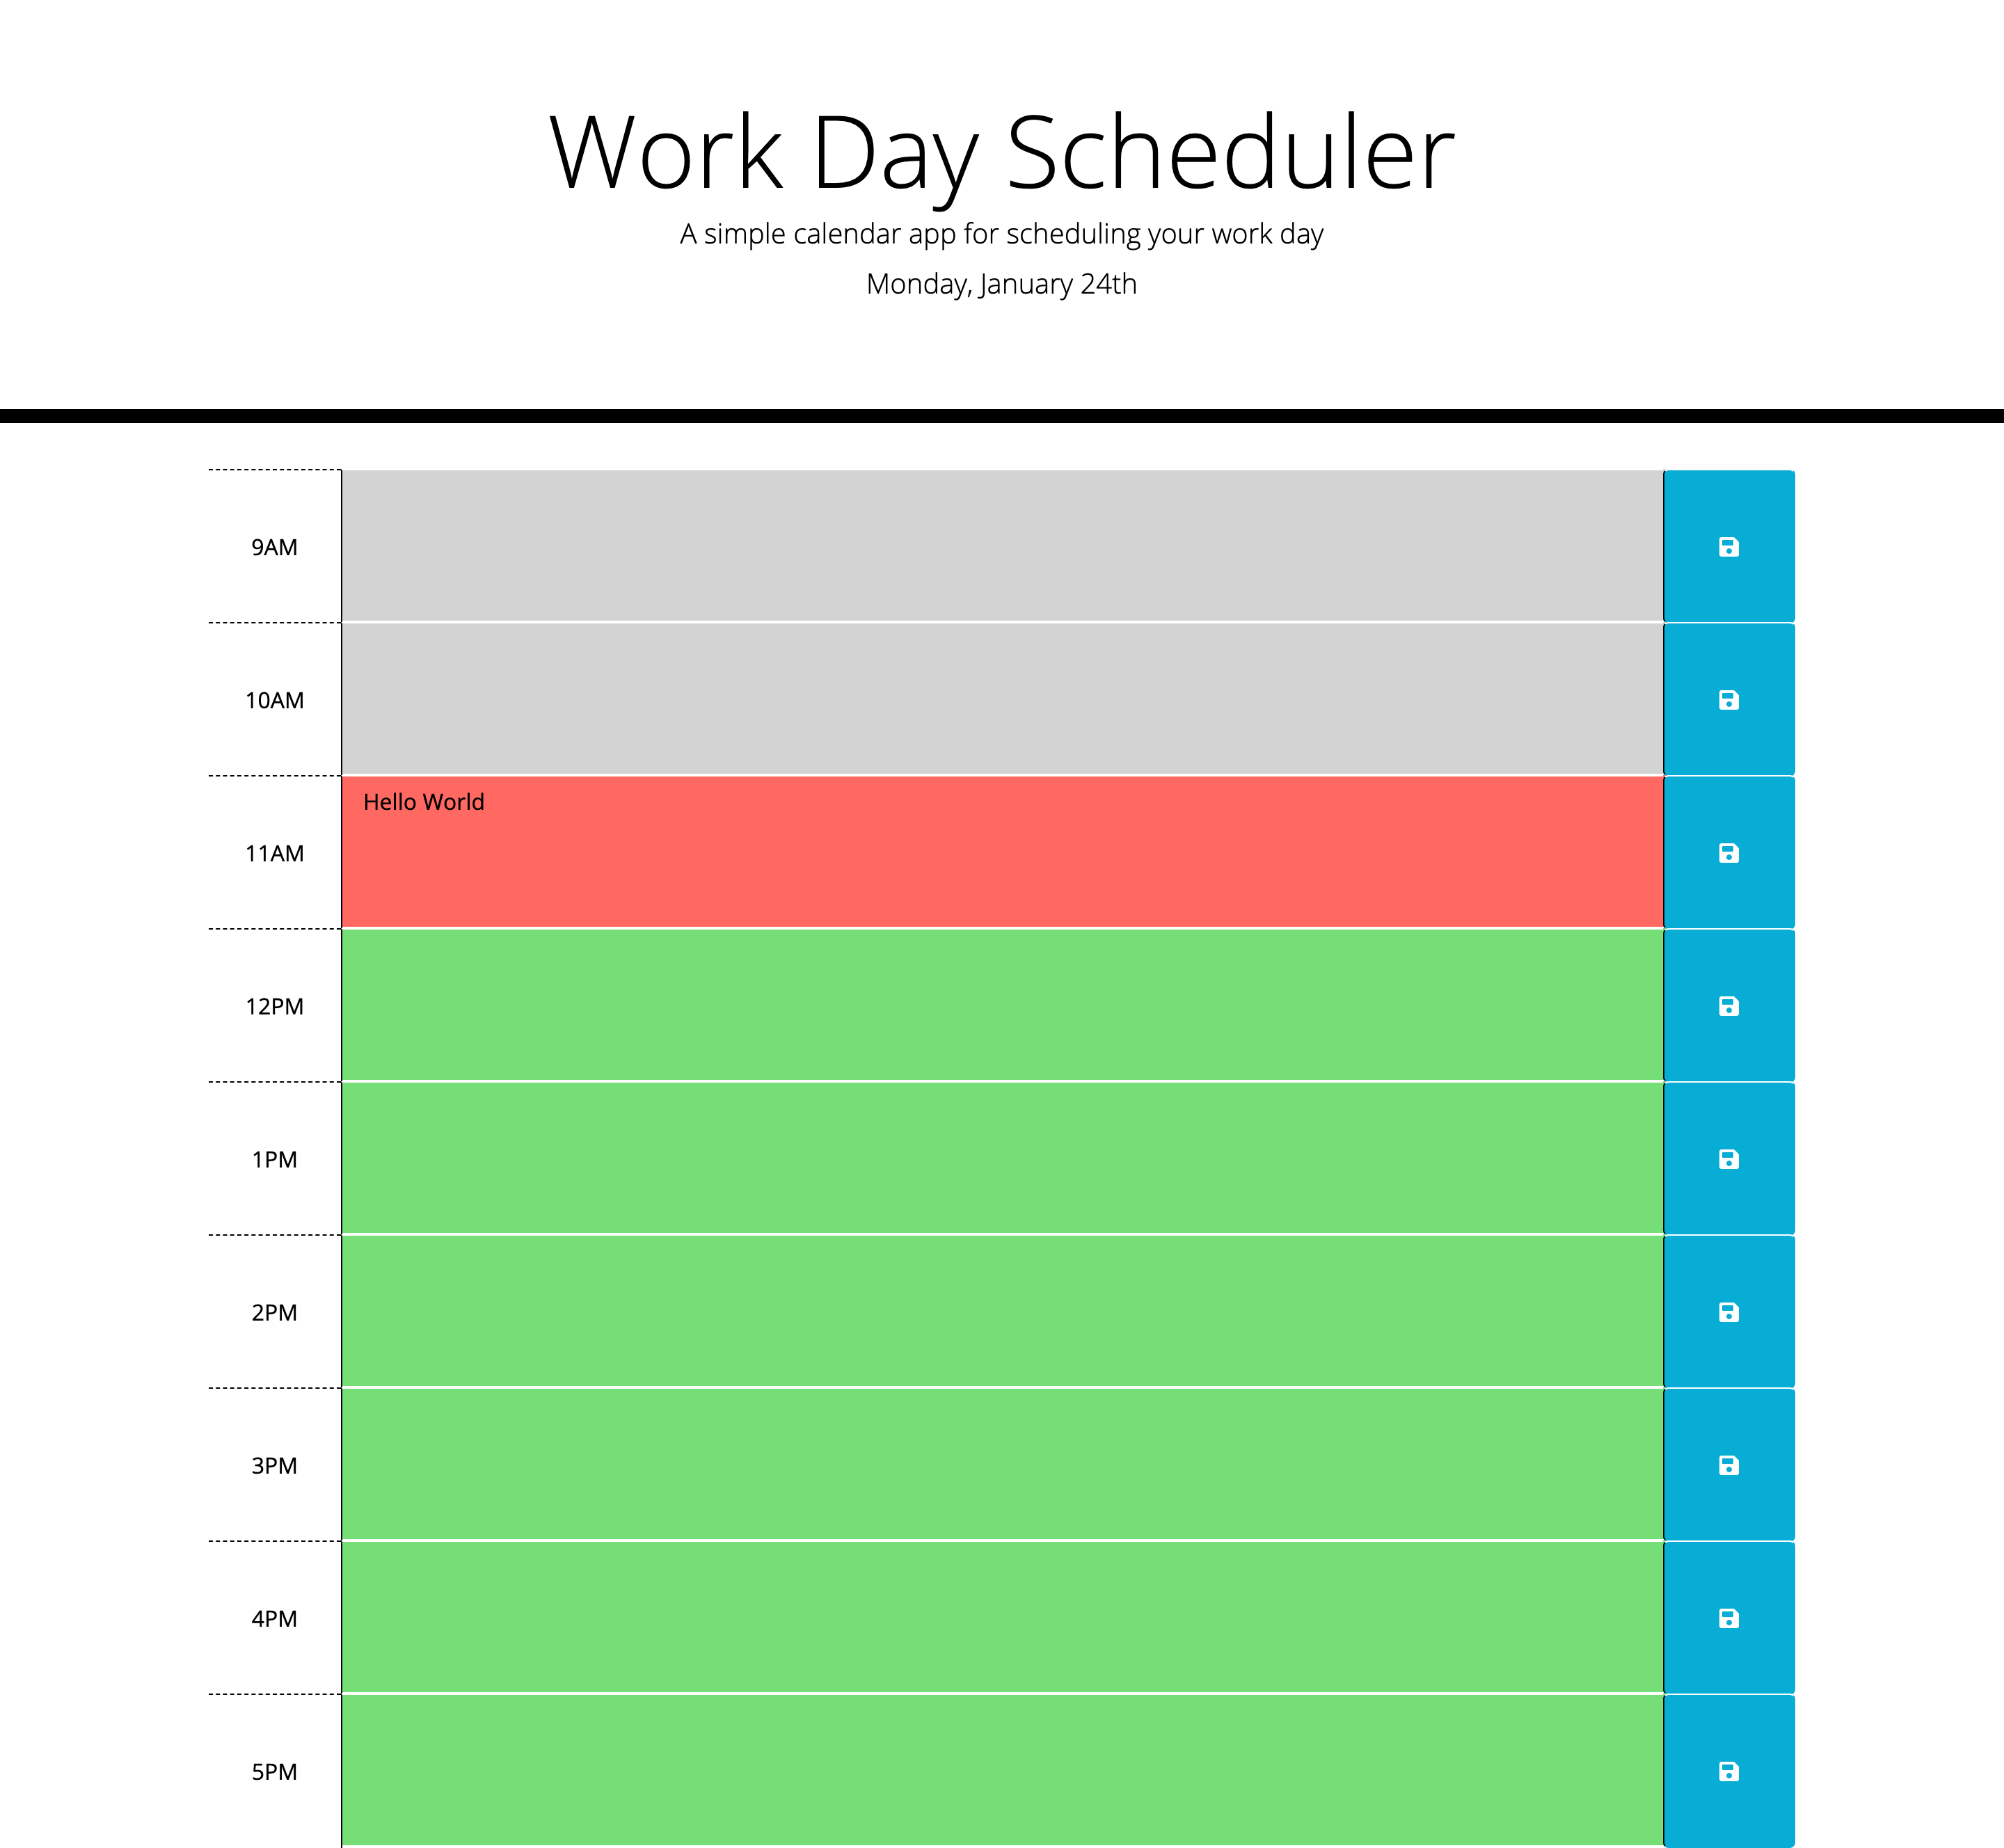 Work Day Scheduler
A simple calendar app for scheduling your work day
Monday, January 24th
9AM
10AM
11AM
Hello World
12PM
1PM
2PM
3PM
4PM
5PM